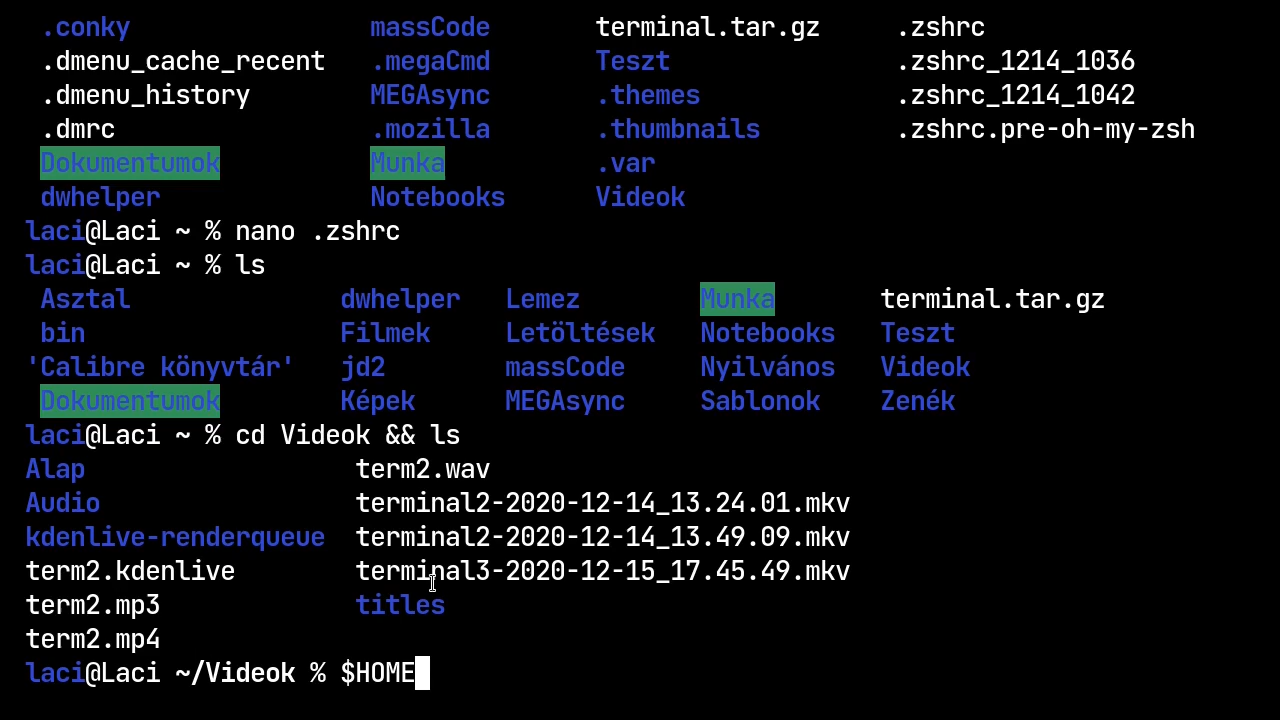 .conky massCode terminal.tar.gz .zshrc
.dmenu_cache_recent .megaCmd Teszt .zshrc_1214_1036
.dmenu_history MEGAsync .themes .zshrc_1214_1042
.dmrc .mozilla .thumbnails .zshrc.pre-oh-my-zsh
Dokumentumok Munka .var
dwhelper Notebooks Videok
laci@Laci ~ % nano .zshrc
laci@Laci ~ % ls
Asztal dwhelper Lemez Munka terminal.tar.gz
bin Filmek Letöltések Notebooks Teszt
'Calibre könyvtár' jd2 massCode Nyilvános Videok
Dokumentumok Képek MEGAsync Sablonok Zenék
laci@Laci ~ % cd Videok && ls
Alap term2.wav
Audio terminal2-2020-12-14_13.24.01.mkv
kdenlive-renderqueue terminal2-2020-12-14_13.49.09.mkv
term2.kdenlive terminal3-2020-12-15_17.45.49.mkv
term2.mp3 titles
term2.mp4
laci@Laci ~/Videok % $HOME